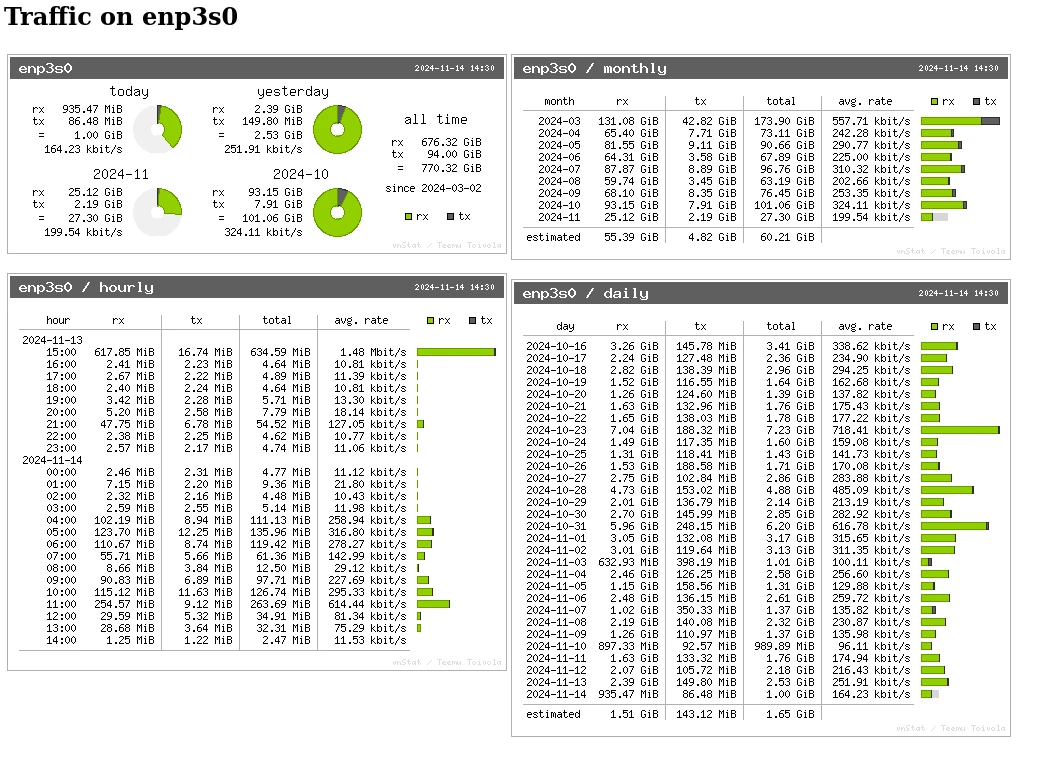 Traffic on enp3s0
enp3s0 2024-11-14 14:30
today yesterday
rx 935.47 MiB rx 2.39 GiB
tx 86.48 MiB tx 149.80 MiB
= 1.00 GiB = 2.53 GiB
164.23 kbit/s 251.91 kbit/s
2024-11 2024-10
rx 25.12 GiB rx 93.15 GiB
tx 2.19 GiB tx 7.91 GiB
= 27.30 GiB = 101.06 GiB
199.54 kbit/s 324.11 kbit/s
all time
rx 676.32 GiB
tx 94.00 GiB
= 770.32 GiB
since 2024-03-02
rx tx
vnStat / Teemu Toivola
enp3s0 / monthly 2024-11-14 14:30
month rx tx total avg. rate rx tx
2024-03 131.08 GiB 42.82 GiB 173.90 GiB 557.71 kbit/s
2024-04 65.40 GiB 7.71 GiB 73.11 GiB 242.28 kbit/s
2024-05 81.55 GiB 9.11 GiB 90.66 GiB 290.77 kbit/s
2024-06 64.31 GiB 3.58 GiB 67.89 GiB 225.00 kbit/s
2024-07 87.87 GiB 8.89 GiB 96.76 GiB 310.32 kbit/s
2024-08 59.74 GiB 3.45 GiB 63.19 GiB 202.66 kbit/s
2024-09 68.10 GiB 8.35 GiB 76.45 GiB 253.35 kbit/s
2024-10 93.15 GiB 7.91 GiB 101.06 GiB 324.11 kbit/s
2024-11 25.12 GiB 2.19 GiB 27.30 GiB 199.54 kbit/s
estimated 55.39 GiB 4.82 GiB 60.21 GiB
vnStat / Teemu Toivola
enp3s0 / hourly 2024-11-14 14:30
hour rx tx total avg. rate rx tx
2024-11-13
15:00 617.85 MiB 16.74 MiB 634.59 MiB 1.48 Mbit/s
16:00 2.41 MiB 2.23 MiB 4.64 MiB 10.81 kbit/s
17:00 2.67 MiB 2.22 MiB 4.89 MiB 11.39 kbit/s
18:00 2.40 MiB 2.24 MiB 4.64 MiB 10.81 kbit/s
19:00 3.42 MiB 2.28 MiB 5.71 MiB 13.30 kbit/s
20:00 5.20 MiB 2.58 MiB 7.79 MiB 18.14 kbit/s
21:00 47.75 MiB 6.78 MiB 54.52 MiB 127.05 kbit/s
22:00 2.38 MiB 2.25 MiB 4.62 MiB 10.77 kbit/s
23:00 2.57 MiB 2.17 MiB 4.74 MiB 11.06 kbit/s
2024-11-14
00:00 2.46 MiB 2.31 MiB 4.77 MiB 11.12 kbit/s
01:00 7.15 MiB 2.20 MiB 9.36 MiB 21.80 kbit/s
02:00 2.32 MiB 2.16 MiB 4.48 MiB 10.43 kbit/s
03:00 2.59 MiB 2.55 MiB 5.14 MiB 11.98 kbit/s
04:00 102.19 MiB 8.94 MiB 111.13 MiB 258.94 kbit/s
05:00 123.70 MiB 12.25 MiB 135.96 MiB 316.80 kbit/s
06:00 110.67 MiB 8.74 MiB 119.42 MiB 278.27 kbit/s
07:00 55.71 MiB 5.66 MiB 61.36 MiB 142.99 kbit/s
08:00 8.66 MiB 3.84 MiB 12.50 MiB 29.12 kbit/s
09:00 90.83 MiB 6.89 MiB 97.71 MiB 227.69 kbit/s
10:00 115.12 MiB 11.63 MiB 126.74 MiB 295.33 kbit/s
11:00 254.57 MiB 9.12 MiB 263.69 MiB 614.44 kbit/s
12:00 29.59 MiB 5.32 MiB 34.91 MiB 81.34 kbit/s
13:00 28.68 MiB 3.64 MiB 32.31 MiB 75.29 kbit/s
14:00 1.25 MiB 1.22 MiB 2.47 MiB 11.53 kbit/s
vnStat / Teemu Toivola
enp3s0 / daily 2024-11-14 14:30
day rx tx total avg. rate rx tx
2024-10-16 3.26 GiB 145.78 MiB 3.41 GiB 338.62 kbit/s
2024-10-17 2.24 GiB 127.48 MiB 2.36 GiB 234.90 kbit/s
2024-10-18 2.82 GiB 138.39 MiB 2.96 GiB 294.25 kbit/s
2024-10-19 1.52 GiB 116.55 MiB 1.64 GiB 162.68 kbit/s
2024-10-20 1.26 GiB 124.60 MiB 1.39 GiB 137.82 kbit/s
2024-10-21 1.63 GiB 132.96 MiB 1.76 GiB 175.43 kbit/s
2024-10-22 1.65 GiB 138.03 MiB 1.78 GiB 177.22 kbit/s
2024-10-23 7.04 GiB 188.32 MiB 7.23 GiB 718.41 kbit/s
2024-10-24 1.49 GiB 117.35 MiB 1.60 GiB 159.08 kbit/s
2024-10-25 1.31 GiB 118.41 MiB 1.43 GiB 141.73 kbit/s
2024-10-26 1.53 GiB 188.58 MiB 1.71 GiB 170.08 kbit/s
2024-10-27 2.75 GiB 102.84 MiB 2.86 GiB 283.88 kbit/s
2024-10-28 4.73 GiB 153.02 MiB 4.88 GiB 485.09 kbit/s
2024-10-29 2.01 GiB 136.79 MiB 2.14 GiB 213.19 kbit/s
2024-10-30 2.70 GiB 145.99 MiB 2.85 GiB 282.92 kbit/s
2024-10-31 5.96 GiB 248.15 MiB 6.20 GiB 616.78 kbit/s
2024-11-01 3.05 GiB 132.08 MiB 3.17 GiB 315.65 kbit/s
2024-11-02 3.01 GiB 119.64 MiB 3.13 GiB 311.35 kbit/s
2024-11-03 632.93 MiB 398.19 MiB 1.01 GiB 100.11 kbit/s
2024-11-04 2.46 GiB 126.25 MiB 2.58 GiB 256.60 kbit/s
2024-11-05 1.15 GiB 158.56 MiB 1.31 GiB 129.88 kbit/s
2024-11-06 2.48 GiB 136.15 MiB 2.61 GiB 259.72 kbit/s
2024-11-07 1.02 GiB 350.33 MiB 1.37 GiB 135.82 kbit/s
2024-11-08 2.19 GiB 140.08 MiB 2.32 GiB 230.87 kbit/s
2024-11-09 1.26 GiB 110.97 MiB 1.37 GiB 135.98 kbit/s
2024-11-10 897.33 MiB 92.57 MiB 989.89 MiB 96.11 kbit/s
2024-11-11 1.63 GiB 133.32 MiB 1.76 GiB 174.94 kbit/s
2024-11-12 2.07 GiB 105.72 MiB 2.18 GiB 216.43 kbit/s
2024-11-13 2.39 GiB 149.80 MiB 2.53 GiB 251.91 kbit/s
2024-11-14 935.47 MiB 86.48 MiB 1.00 GiB 164.23 kbit/s
estimated 1.51 GiB 143.12 MiB 1.65 GiB
vnStat / Teemu Toivola